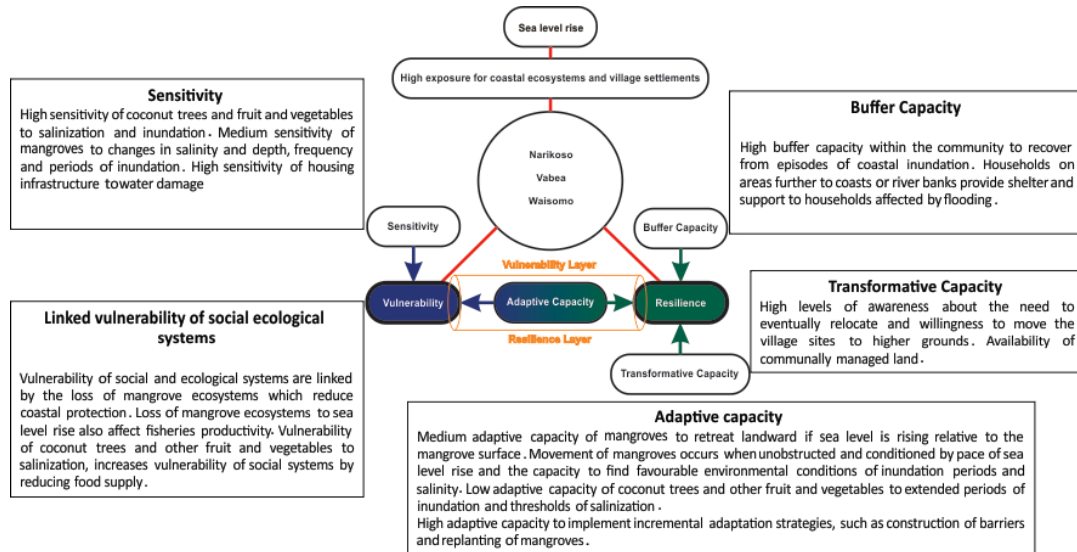 Sea level rise
High exposure for coastal ecosystems and village settlements
Sensitivity
High sensitivity of coconut trees and fruit and vegetables
to salinization and inundation. Medium sensitivity of
mangroves to changes in salinity and depth, frequency
and periods of inundation. High sensitivity of housing
infrastructure towater damage
Narikoso
Vabea
Waisomo
Buffer Capacity
High buffer capacity within the community to recover
from episodes of coastal inundation. Households on
areas further to coasts or river banks provide shelter and
support to households affected by flooding.
Sensitivity
Buffer Capacity
Vulnerability Layer
Vulnerability
Adaptive Capacity
Resilience
Resilience Layer
Transformative Capacity
Linked vulnerability of social ecological
systems
Vulnerability of social and ecological systems are linked
by the loss of mangrove ecosystems which reduce
coastal protection. Loss of mangrove ecosystems to sea
level rise also affect fisheries productivity. Vulnerability
of coconut trees and other fruit and vegetables to
salinization, increases vulnerability of social systems by
reducing food supply.
Transformative Capacity
High levels of awareness about the need to
eventually relocate and willingness to move the
village sites to higher grounds. Availability of
communally managed land.
Adaptive capacity
Medium adaptive capacity of mangroves to retreat landward if sea level is rising relative to the
mangrove surface. Movement of mangroves occurs when unobstructed and conditioned by pace of sea
level rise and the capacity to find favourable environmental conditions of inundation periods and
salinity. Low adaptive capacity of coconut trees and other fruit and vegetables to extended periods of
inundation and thresholds of salinization.
High adaptive capacity to implement incremental adaptation strategies, such as construction of barriers
and replanting of mangroves.